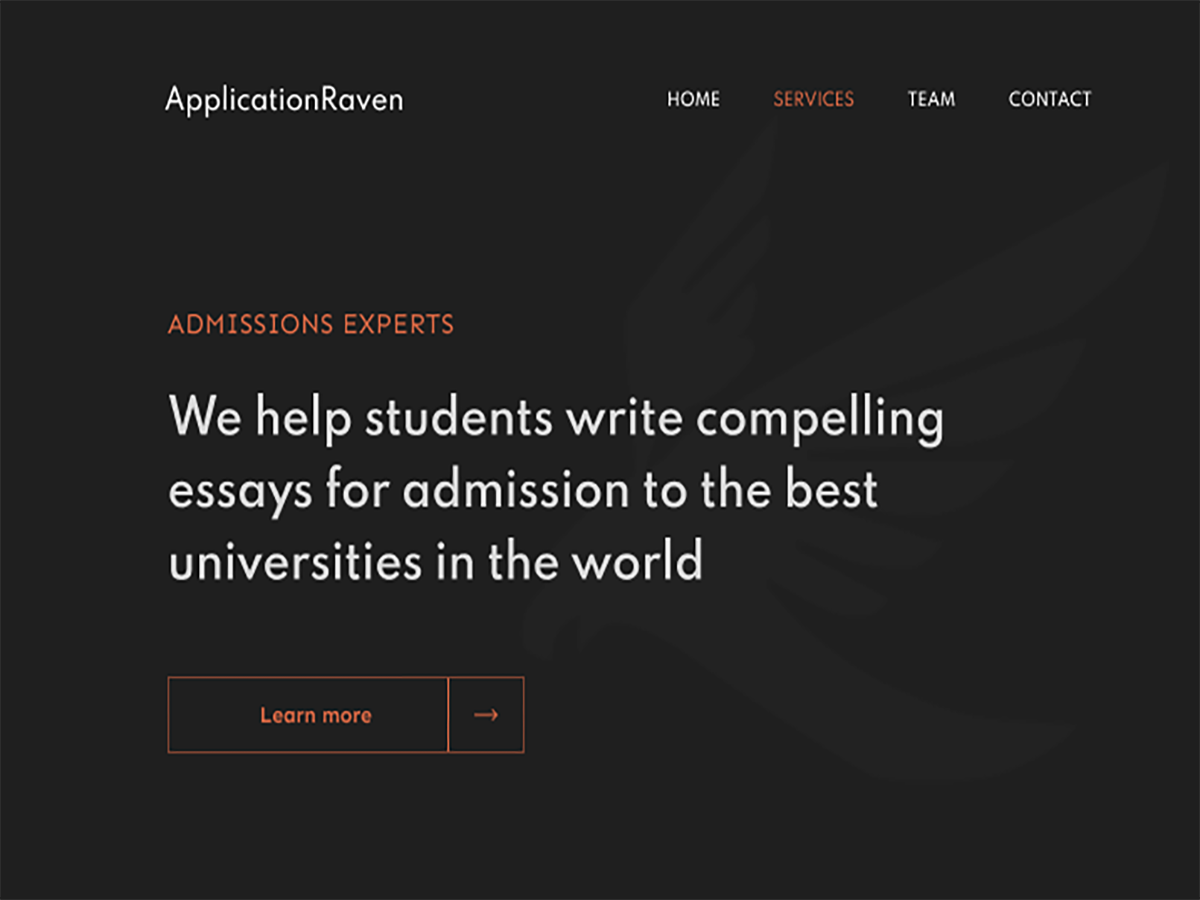 ApplicationRaven
HOME SERVICES TEAM CONTACT
ADMISSIONS EXPERTS
We help students write compelling
essays for admission to the best
universities in the world
Learn more →